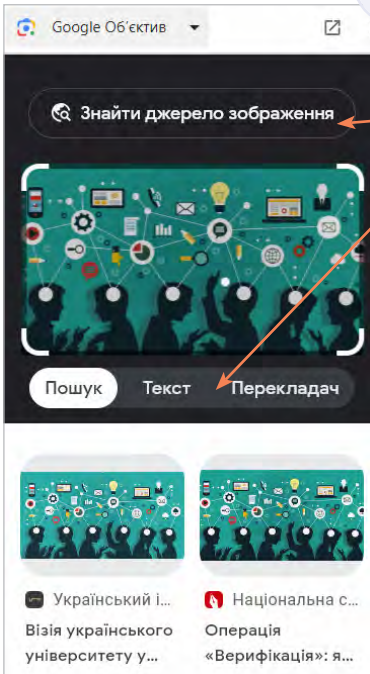 Google Об'єктив
Знайти джерело зображення
Пошук Текст Перекладач
Український і...
Візія українського
університету у...
Національна с...
Операція
«Верифікація»: я...